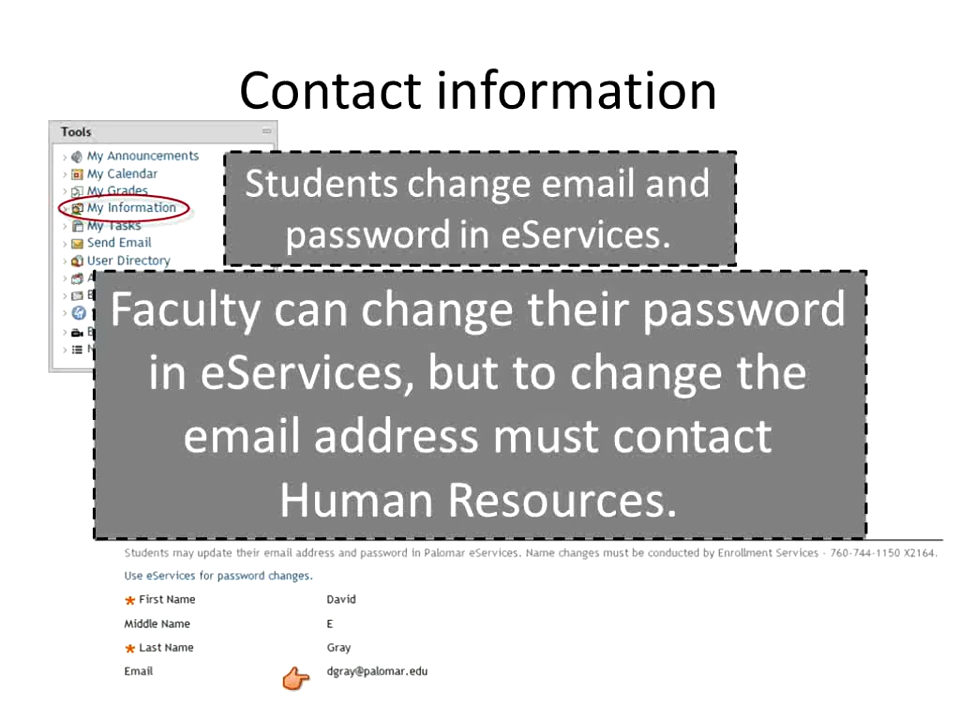 Contact information
Tools
My Announcements
My Calendar
My Grades
My Information
My Tasks
Send Email
User Directory
Students change email and
password in eServices.
Faculty can change their password
in eServices, but to change the
email address must contact
Human Resources.
Students may update their email address and password in Palomar eServices. Name changes must be conducted by Enrollment Services - 760-744-1150 X2164.
Use eServices for password changes.
First Name David
Middle Name E
Last Name Gray
Email dgray@palomar.edu